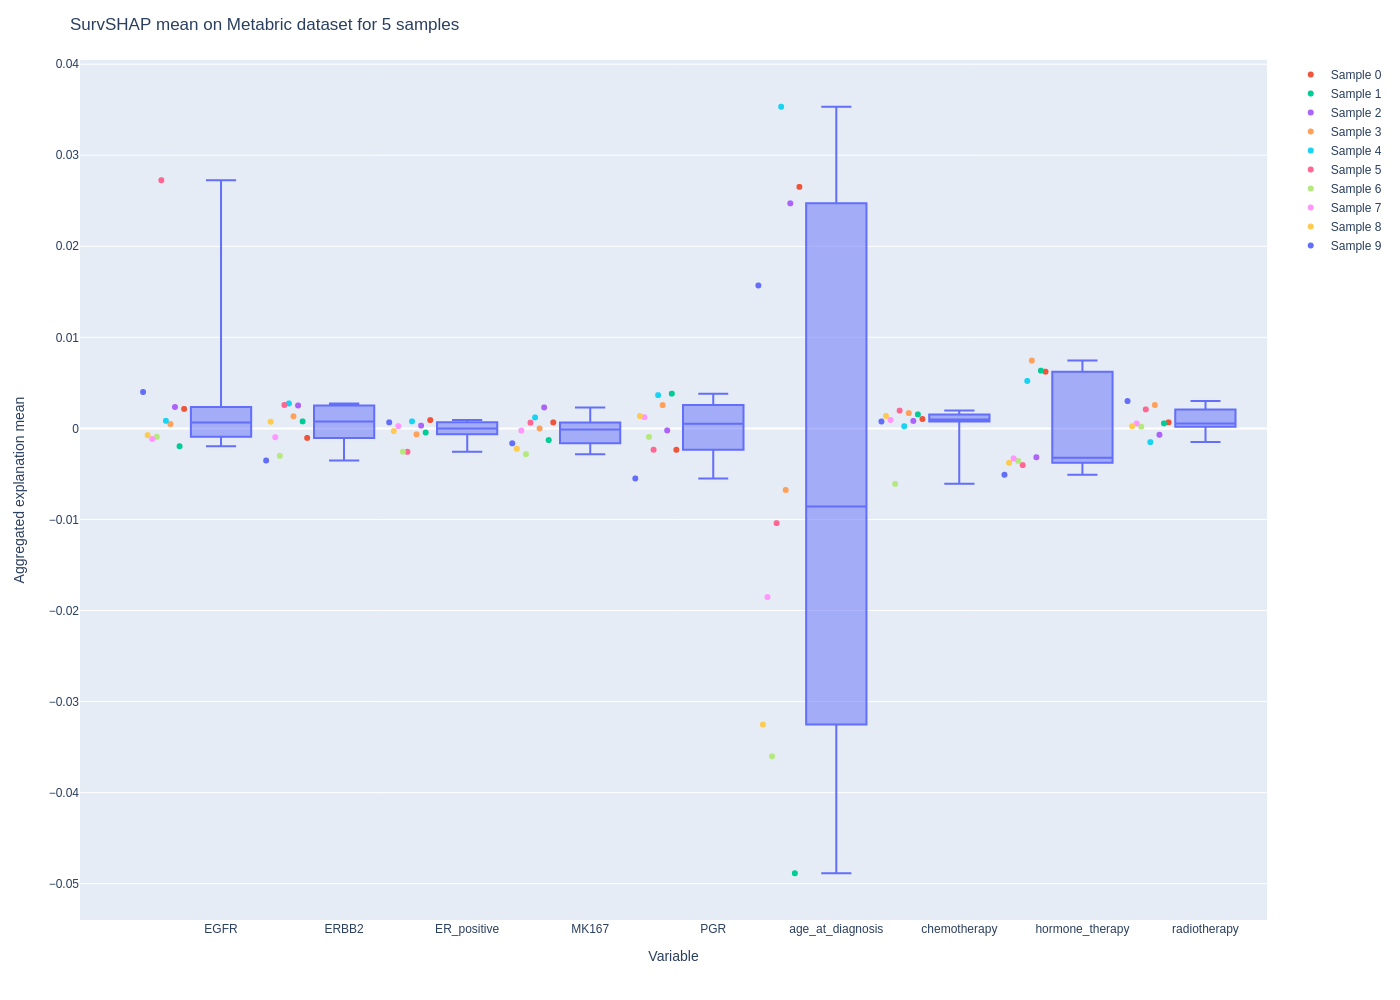 SurvSHAP mean on Metabric dataset for 5 samples
0.04
0.03
0.02
0.01
0
−0.01
−0.02
−0.03
−0.04
−0.05
Aggregated explanation mean
EGFR
ERBB2
ER_positive
MK167
PGR
age_at_diagnosis
chemotherapy
hormone_therapy
radiotherapy
Variable
Sample 0
Sample 1
Sample 2
Sample 3
Sample 4
Sample 5
Sample 6
Sample 7
Sample 8
Sample 9